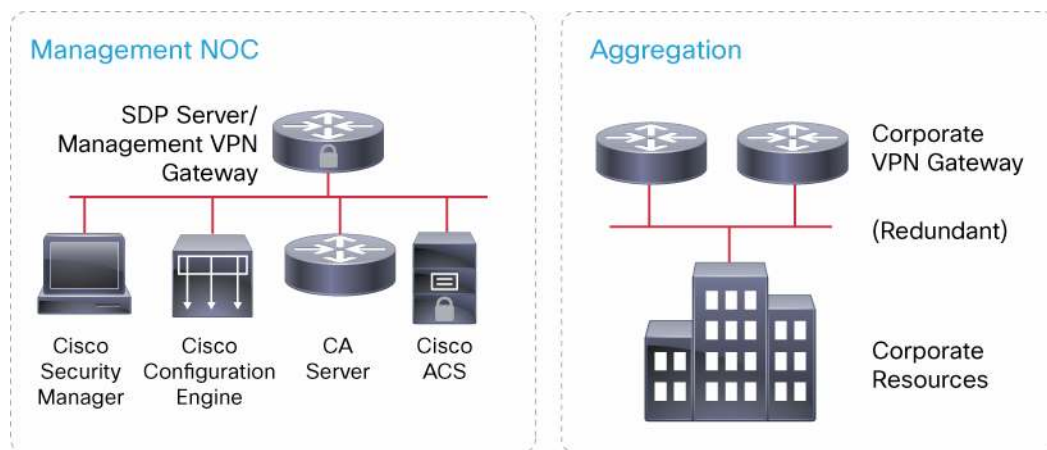 Management NOC
SDP Server/
Management VPN
Gateway
Cisco
Security
Manager
Cisco
Configuration
Engine
CA
Server
Cisco
ACS
Aggregation
Corporate
VPN Gateway
(Redundant)
Corporate
Resources